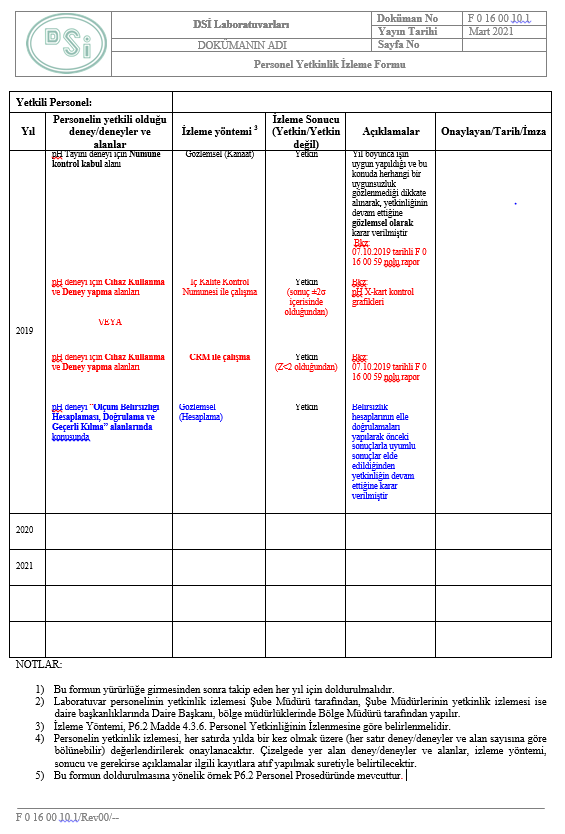 DSİ
DSİ Laboratuvarları
DOKÜMANIN ADI
Doküman No
F 0 16 00 10.1
Yayın Tarihi
Mart 2021
Sayfa No
Personel Yetkinlik İzleme Formu
Yetkili Personel:
Yıl
Personelin yetkili olduğu
deney/deneyler ve
alanlar
İzleme yöntemi 3
İzleme Sonucu
(Yetkin/Yetkin
değil)
Açıklamalar
Onaylayan/Tarih/İmza
2019
pH Tayini deneyi için Numune
kontrol kabul alanı
Gözlemsel (Kanaat)
Yetkin
Yıl boyunca işin
uygun yapıldığı ve bu
konuda herhangi bir
uygunsuzluk
gözlenmediği dikkate
alınarak, yetkinliğinin
devam ettiğine
gözlemsel olarak
karar verilmiştir
Bkz:
07.10.2019 tarihli F 0
16 00 59 nolu rapor
pH deneyi için Cihaz Kullanma
ve Deney yapma alanları
VEYA
İç Kalite Kontrol
Numunesi ile çalışma
Yetkin
(sonuç ±2σ
içerisinde
olduğundan)
Bkz:
pH X-kart kontrol
grafikleri
pH deneyi için Cihaz Kullanma
ve Deney yapma alanları
CRM ile çalışma
Yetkin
(Z<2 olduğundan)
Bkz:
07.10.2019 tarihli F 0
16 00 59 nolu rapor
pH deneyi "Ölçüm Belirsizliği
Hesaplaması, Doğrulama ve
Geçerli Kılma" alanlarında
konusunda
Gözlemsel
(Hesaplama)
Yetkin
Belirsizlik
hesaplarının elle
doğrulamaları
yapılarak önceki
sonuçlarla uyumlu
sonuçlar elde
edildiğinden
yetkinliğin devam
ettiğine karar
verilmiştir
2020
2021
NOTLAR:
1) Bu formun yürürlüğe girmesinden sonra takip eden her yıl için doldurulmalıdır.
2) Laboratuvar personelinin yetkinlik izlemesi Şube Müdürü tarafından, Şube Müdürlerinin yetkinlik izlemesi ise
daire başkanlıklarında Daire Başkanı, bölge müdürlüklerinde Bölge Müdürü tarafından yapılır.
3) İzleme Yöntemi, P6.2 Madde 4.3.6. Personel Yetkinliğinin İzlenmesine göre belirlenmelidir.
4) Personelin yetkinlik izlemesi, her satırda yılda bir kez olmak üzere (her satır deney/deneyler ve alan sayısına göre
bölünebilir) değerlendirilerek onaylanacaktır. Çizelgede yer alan deney/deneyler ve alanlar, izleme yöntemi,
sonucu ve gerekirse açıklamalar ilgili kayıtlara atıf yapılmak suretiyle belirtilecektir.
5) Bu formun doldurulmasına yönelik örnek P6.2 Personel Prosedüründe mevcuttur.
F 0 16 00 10.1/Rev00/--